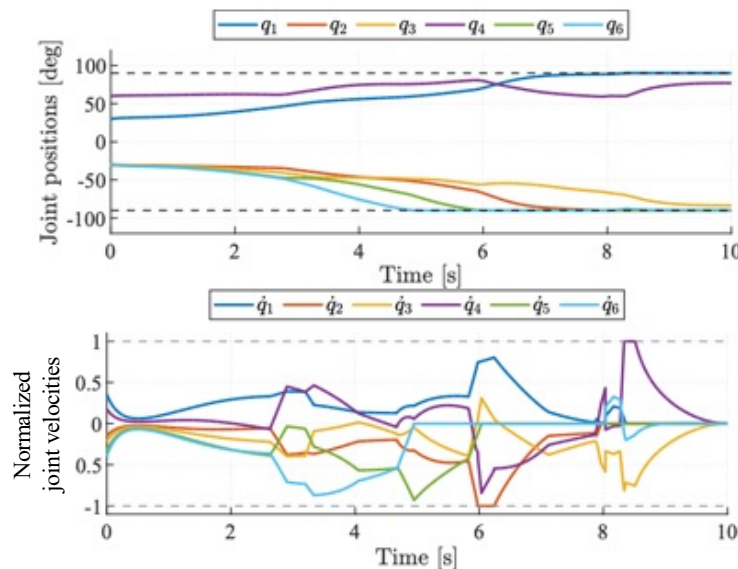 q1 q2 q3 q4 q5 q6
Joint positions [deg]
100
50
0
-50
-100
0 2 4 6 8 10
Time [s]
q̇1 q̇2 q̇3 q̇4 q̇5 q̇6
Normalized
joint velocities
1
0.5
0
0.5
-1
0 2 4 6 8 10
Time [s]